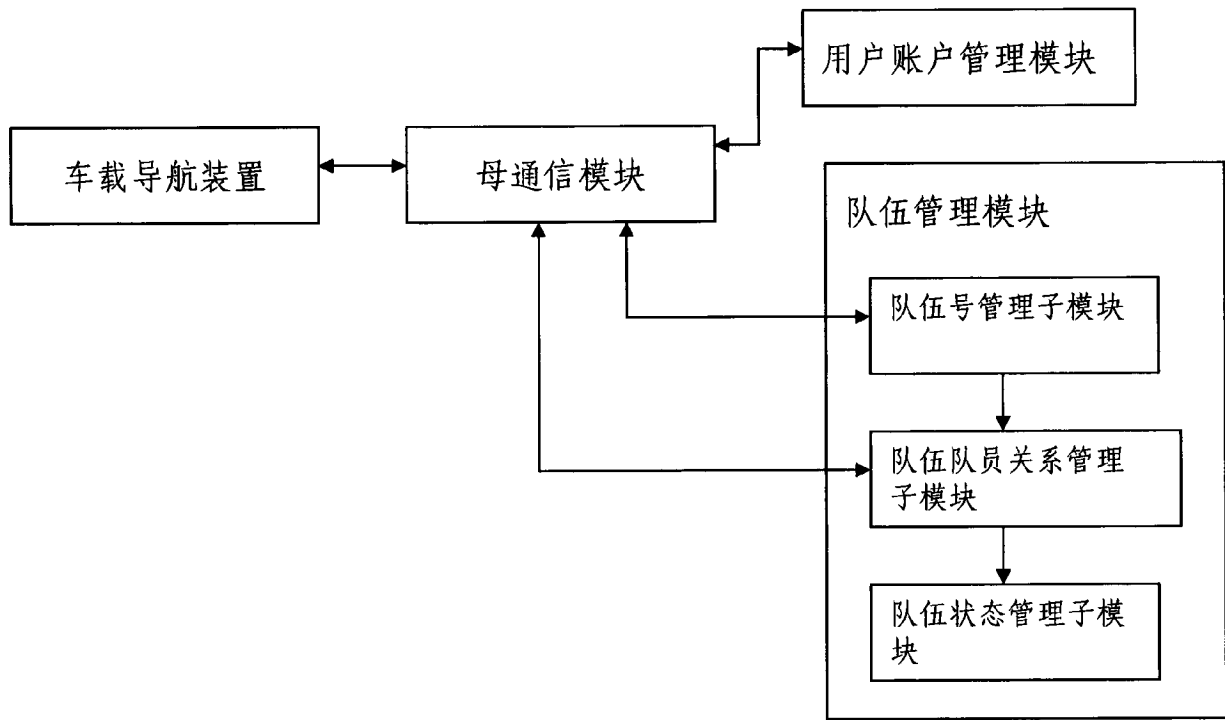 用户账户管理模块
车载导航装置
母通信模块
队伍管理模块
队伍号管理子模块
队伍队员关系管理
子模块
队伍状态管理子模
块